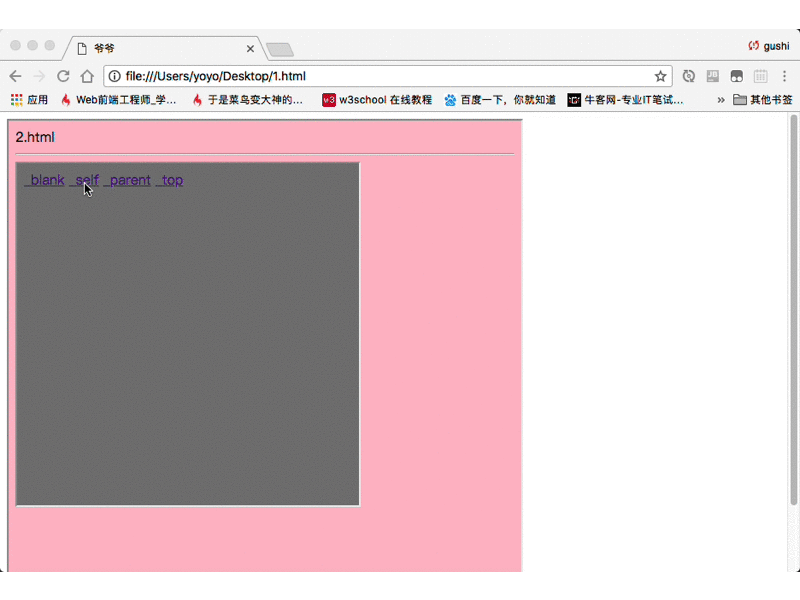 爷爷
gushi
file:///Users/yoyo/Desktop/1.html
应用 Web前端工程师_学... 于是菜鸟变大神的... w3 w3school 在线教程 百度一下，你就知道 牛客网-专业IT笔试... » 其他书签
2.html
_blank _self _parent _top